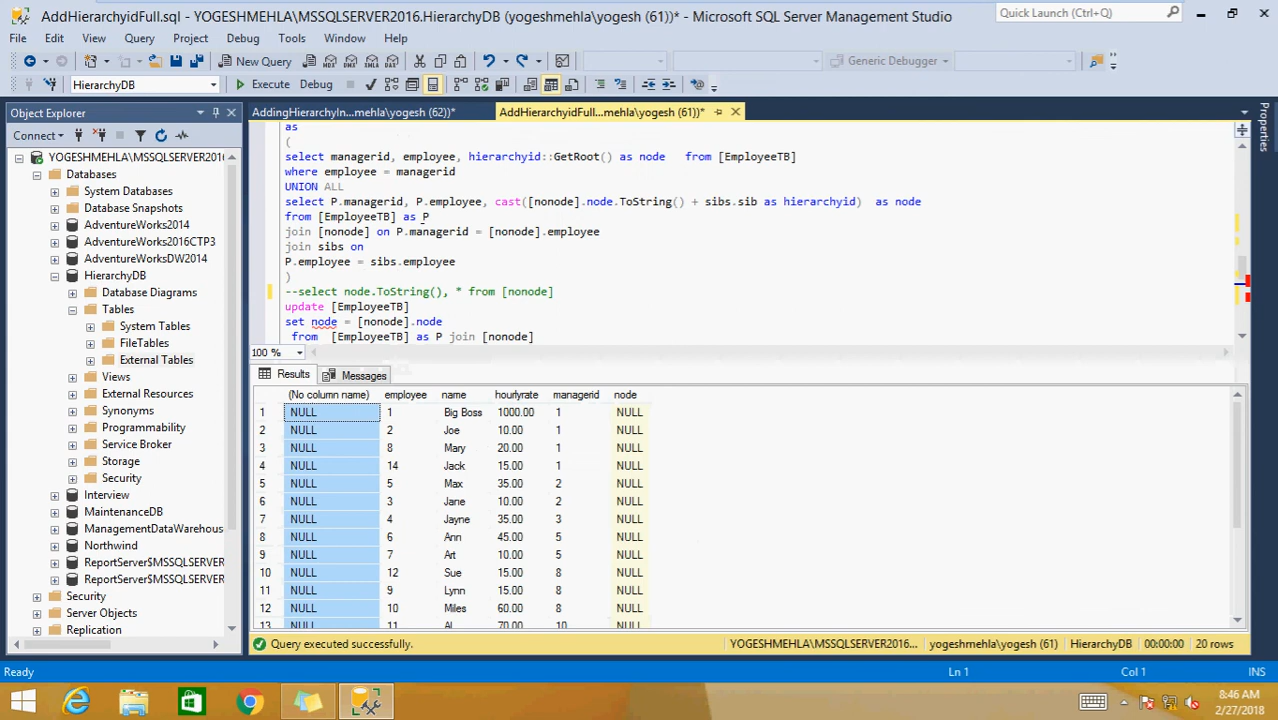 AddHierarchyidFull.sql - YOGESHMEHLA\MSSQLSERVER2016.HierarchyDB (yogeshmehla\yogesh (61))* - Microsoft SQL Server Management Studio
Quick Launch (Ctrl+Q)
File Edit View Query Project Debug Tools Window Help
New Query
Generic Debugger
HierarchyDB
Execute Debug
Object Explorer
Connect
YOGESHMEHLA\MSSQLSERVER201
Databases
System Databases
Database Snapshots
AdventureWorks2014
AdventureWorks2016CTP3
AdventureWorksDW2014
HierarchyDB
Database Diagrams
Tables
System Tables
FileTables
External Tables
Views
External Resources
Synonyms
Programmability
Service Broker
Storage
Security
Interview
MaintenanceDB
ManagementDataWarehous
Northwind
ReportServer$MSSQLSERVER
ReportServer$MSSQLSERVER
Security
Server Objects
Replication
AddingHierarchyIn...mehla\yogesh (62))*
AddHierarchyidFull...mehla\yogesh (61))*
Properties
as
(
select managerid, employee, hierarchyid::GetRoot() as node from [EmployeeTB]
where employee = managerid
UNION ALL
select P.managerid, P.employee, cast([nonode].node.ToString() + sibs.sib as hierarchyid) as node
from [EmployeeTB] as P
join [nonode] on P.managerid = [nonode].employee
join sibs on
P.employee = sibs.employee
)
--select node.ToString(), * from [nonode]
update [EmployeeTB]
set node = [nonode].node
from [EmployeeTB] as P join [nonode]
100 %
Results Messages
(No column name) employee name hourlyrate managerid node
1 NULL 1 Big Boss 1000.00 1 NULL
2 NULL 2 Joe 10.00 1 NULL
3 NULL 8 Mary 20.00 1 NULL
4 NULL 14 Jack 15.00 1 NULL
5 NULL 5 Max 35.00 2 NULL
6 NULL 3 Jane 10.00 2 NULL
7 NULL 4 Jayne 35.00 3 NULL
8 NULL 6 Ann 45.00 5 NULL
9 NULL 7 Art 10.00 5 NULL
10 NULL 12 Sue 15.00 8 NULL
11 NULL 9 Lynn 15.00 8 NULL
12 NULL 10 Miles 60.00 8 NULL
13 NULL 11 Al 70.00 10 NULL
Query executed successfully.
YOGESHMEHLA\MSSQLSERVER2016... yogeshmehla\yogesh (61) HierarchyDB 00:00:00 20 rows
Ready
Ln 1 Col 1 INS
8:46 AM
2/27/2018